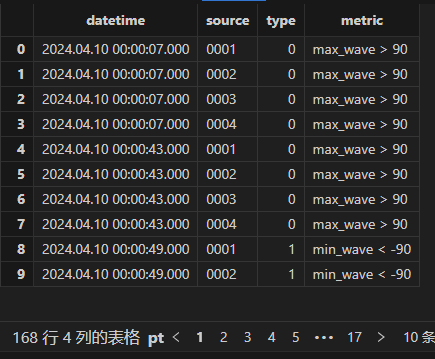 datetime source type metric
0 2024.04.10 00:00:07.000 0001 0 max_wave > 90
1 2024.04.10 00:00:07.000 0002 0 max_wave > 90
2 2024.04.10 00:00:07.000 0003 0 max_wave > 90
3 2024.04.10 00:00:07.000 0004 0 max_wave > 90
4 2024.04.10 00:00:43.000 0001 0 max_wave > 90
5 2024.04.10 00:00:43.000 0002 0 max_wave > 90
6 2024.04.10 00:00:43.000 0003 0 max_wave > 90
7 2024.04.10 00:00:43.000 0004 0 max_wave > 90
8 2024.04.10 00:00:49.000 0001 1 min_wave < -90
9 2024.04.10 00:00:49.000 0002 1 min_wave < -90
168 行 4 列的表格 pt < 1 2 3 4 5 ••• 17 > 10 条